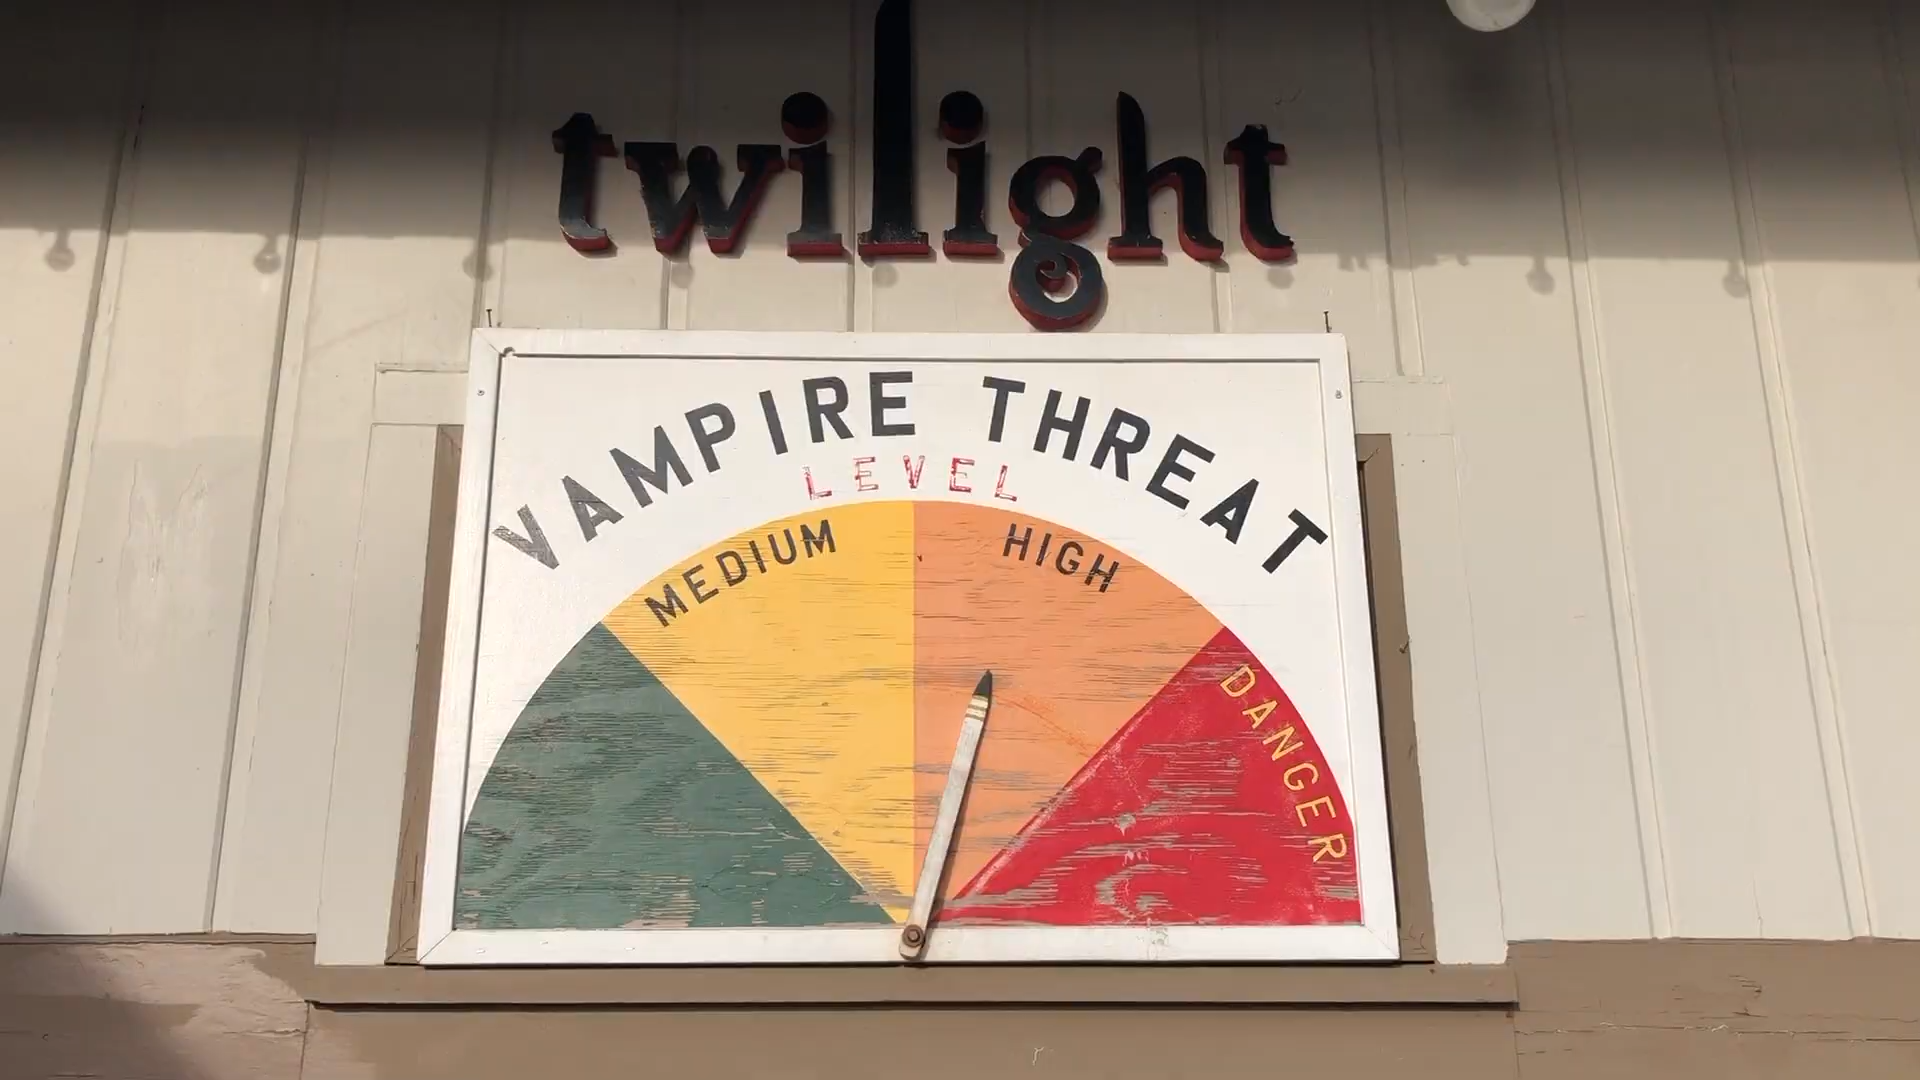 twilight
VAMPIRE THREAT
LEVEL
MEDIUM
HIGH
DANGER